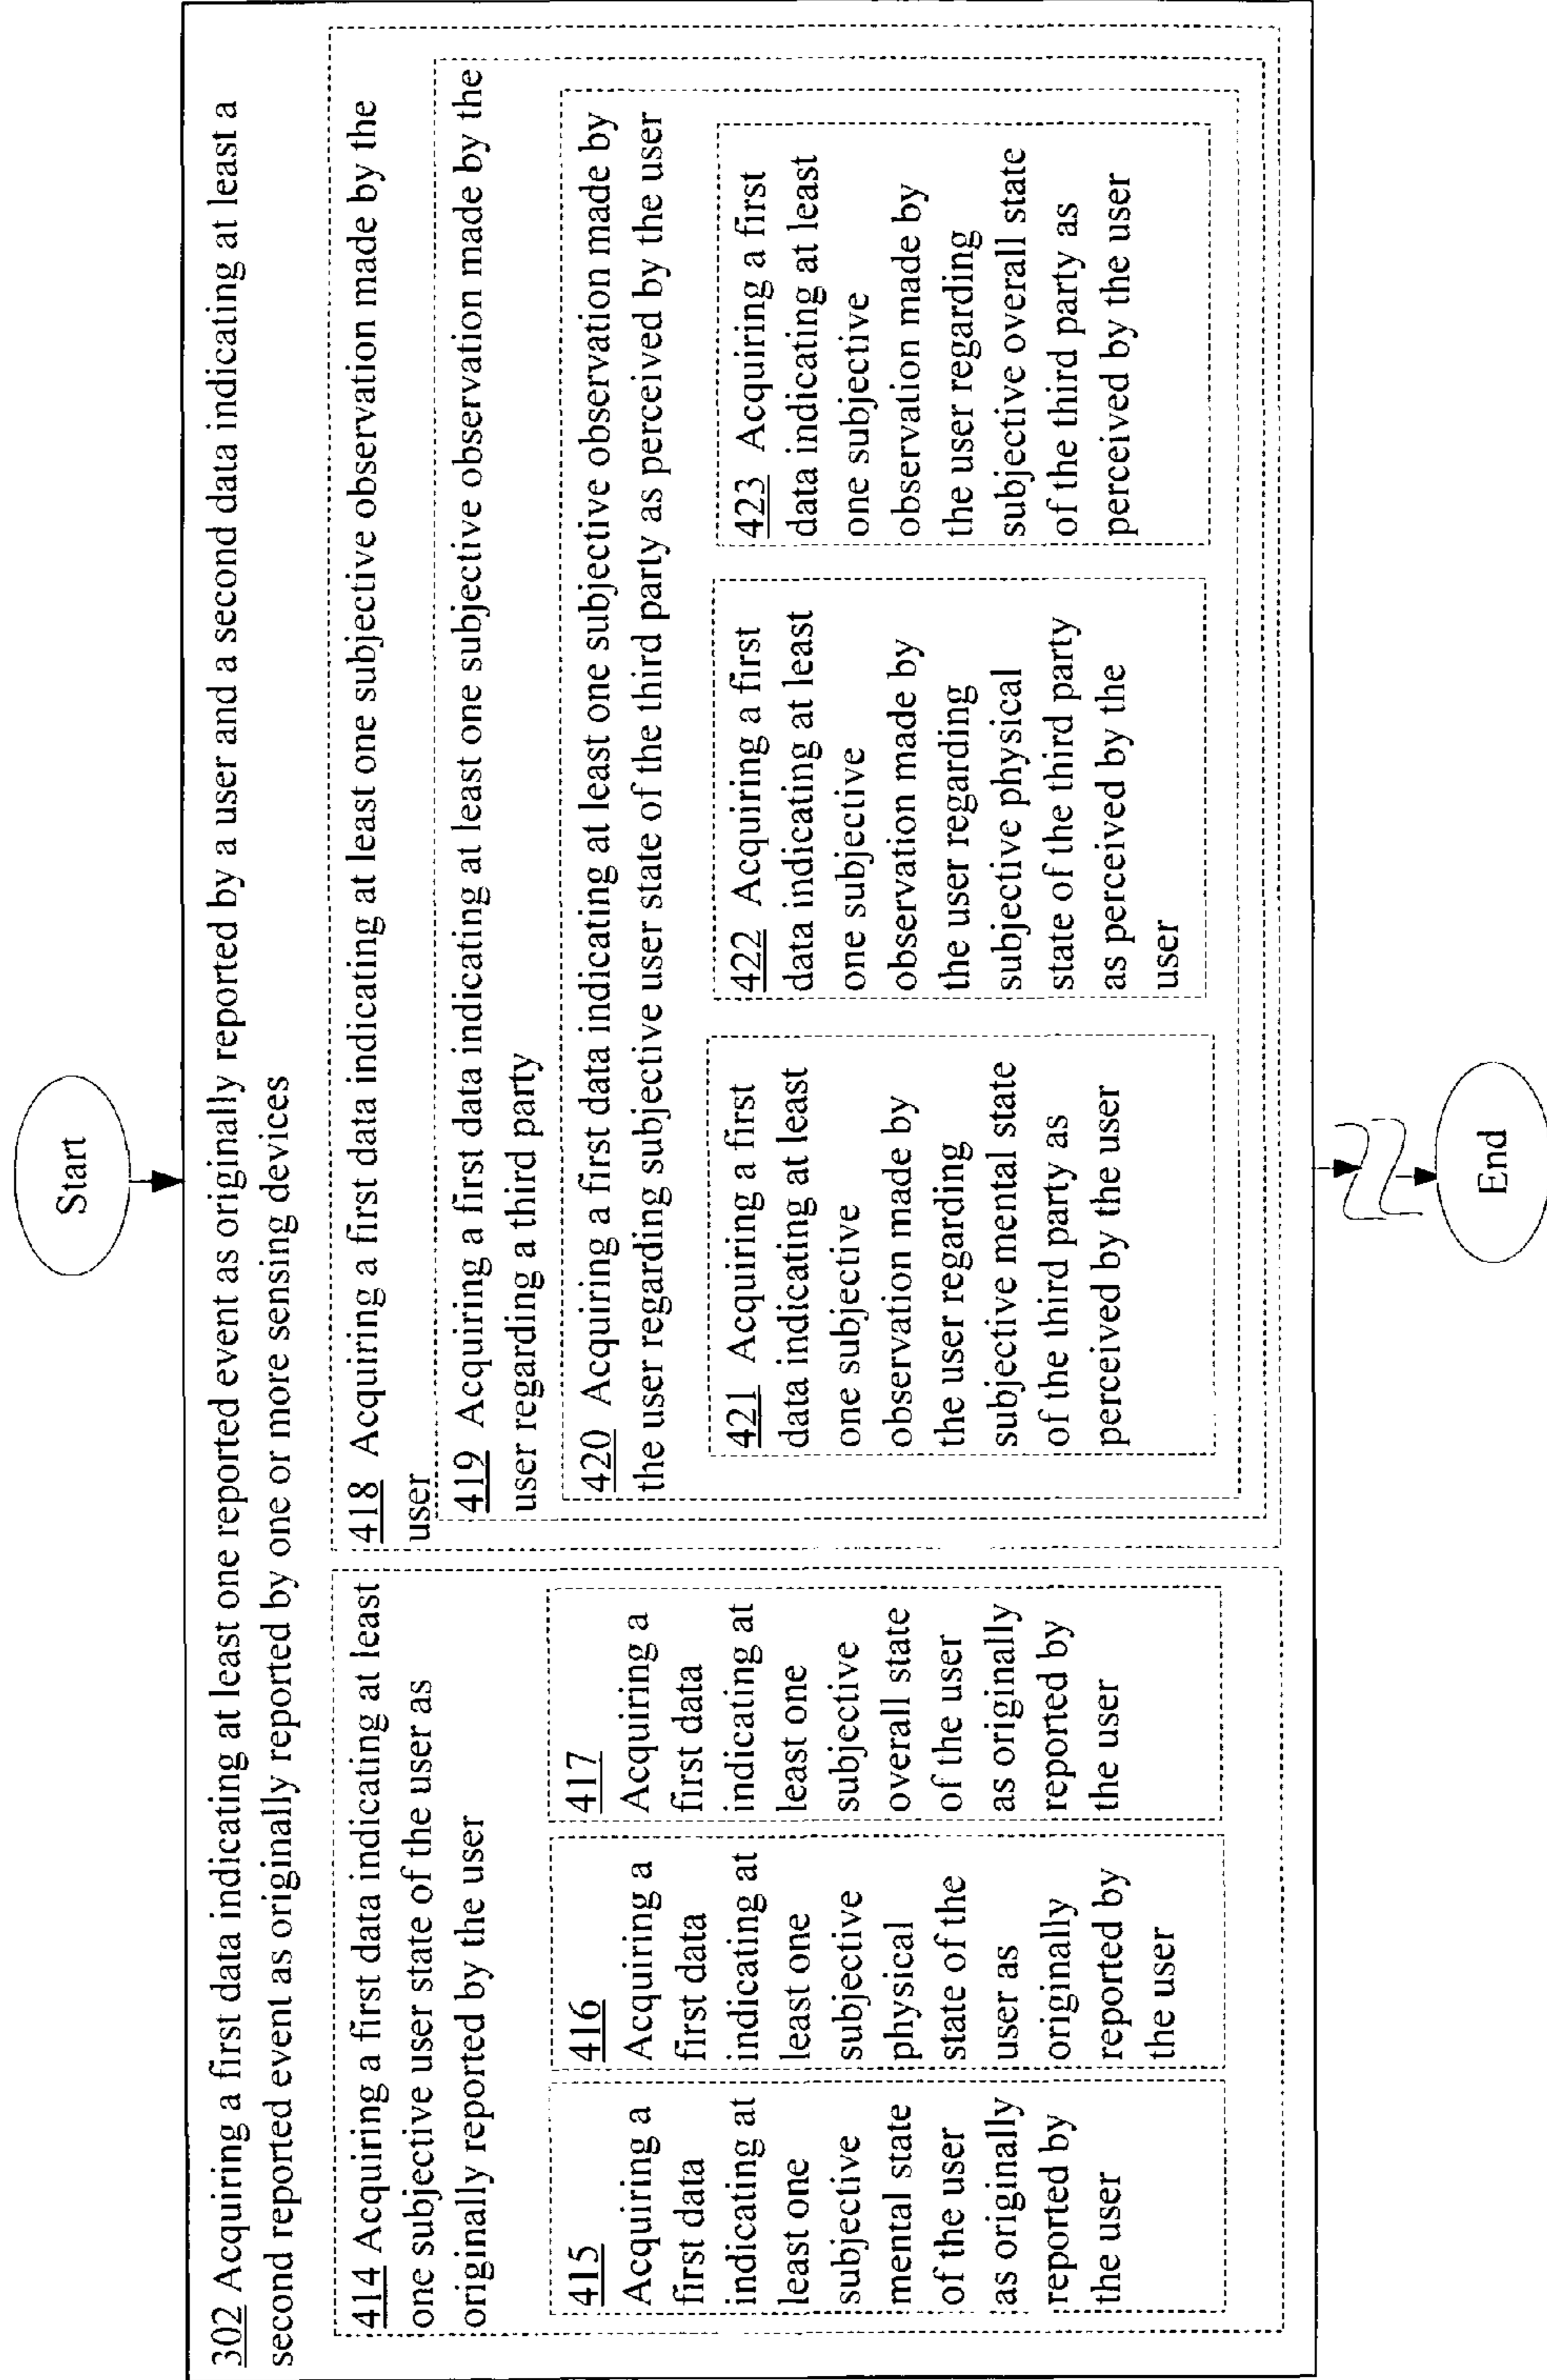 Start
302 Acquiring a first data indicating at least one reported event as originally reported by a user and a second data indicating at least a
second reported event as originally reported by one or more sensing devices
414 Acquiring a first data indicating at least
one subjective user state of the user as
originally reported by the user
415
Acquiring a
first data
indicating at
least one
subjective
mental state
of the user
as originally
reported by
the user
416
Acquiring a
first data
indicating at
least one
subjective
physical
state of the
user as
originally
reported by
the user
417
Acquiring a
first data
indicating at
least one
subjective
overall state
of the user
as originally
reported by
the user
418 Acquiring a first data indicating at least one subjective observation made by the
user
419 Acquiring a first data indicating at least one subjective observation made by the
user regarding a third party
420 Acquiring a first data indicating at least one subjective observation made by
the user regarding subjective user state of the third party as perceived by the user
421 Acquiring a first
data indicating at least
one subjective
observation made by
the user regarding
subjective mental state
of the third party as
perceived by the user
422 Acquiring a first
data indicating at least
one subjective
observation made by
the user regarding
subjective physical
state of the third party
as perceived by the
user
423 Acquiring a first
data indicating at least
one subjective
observation made by
the user regarding
subjective overall state
of the third party as
perceived by the user
End